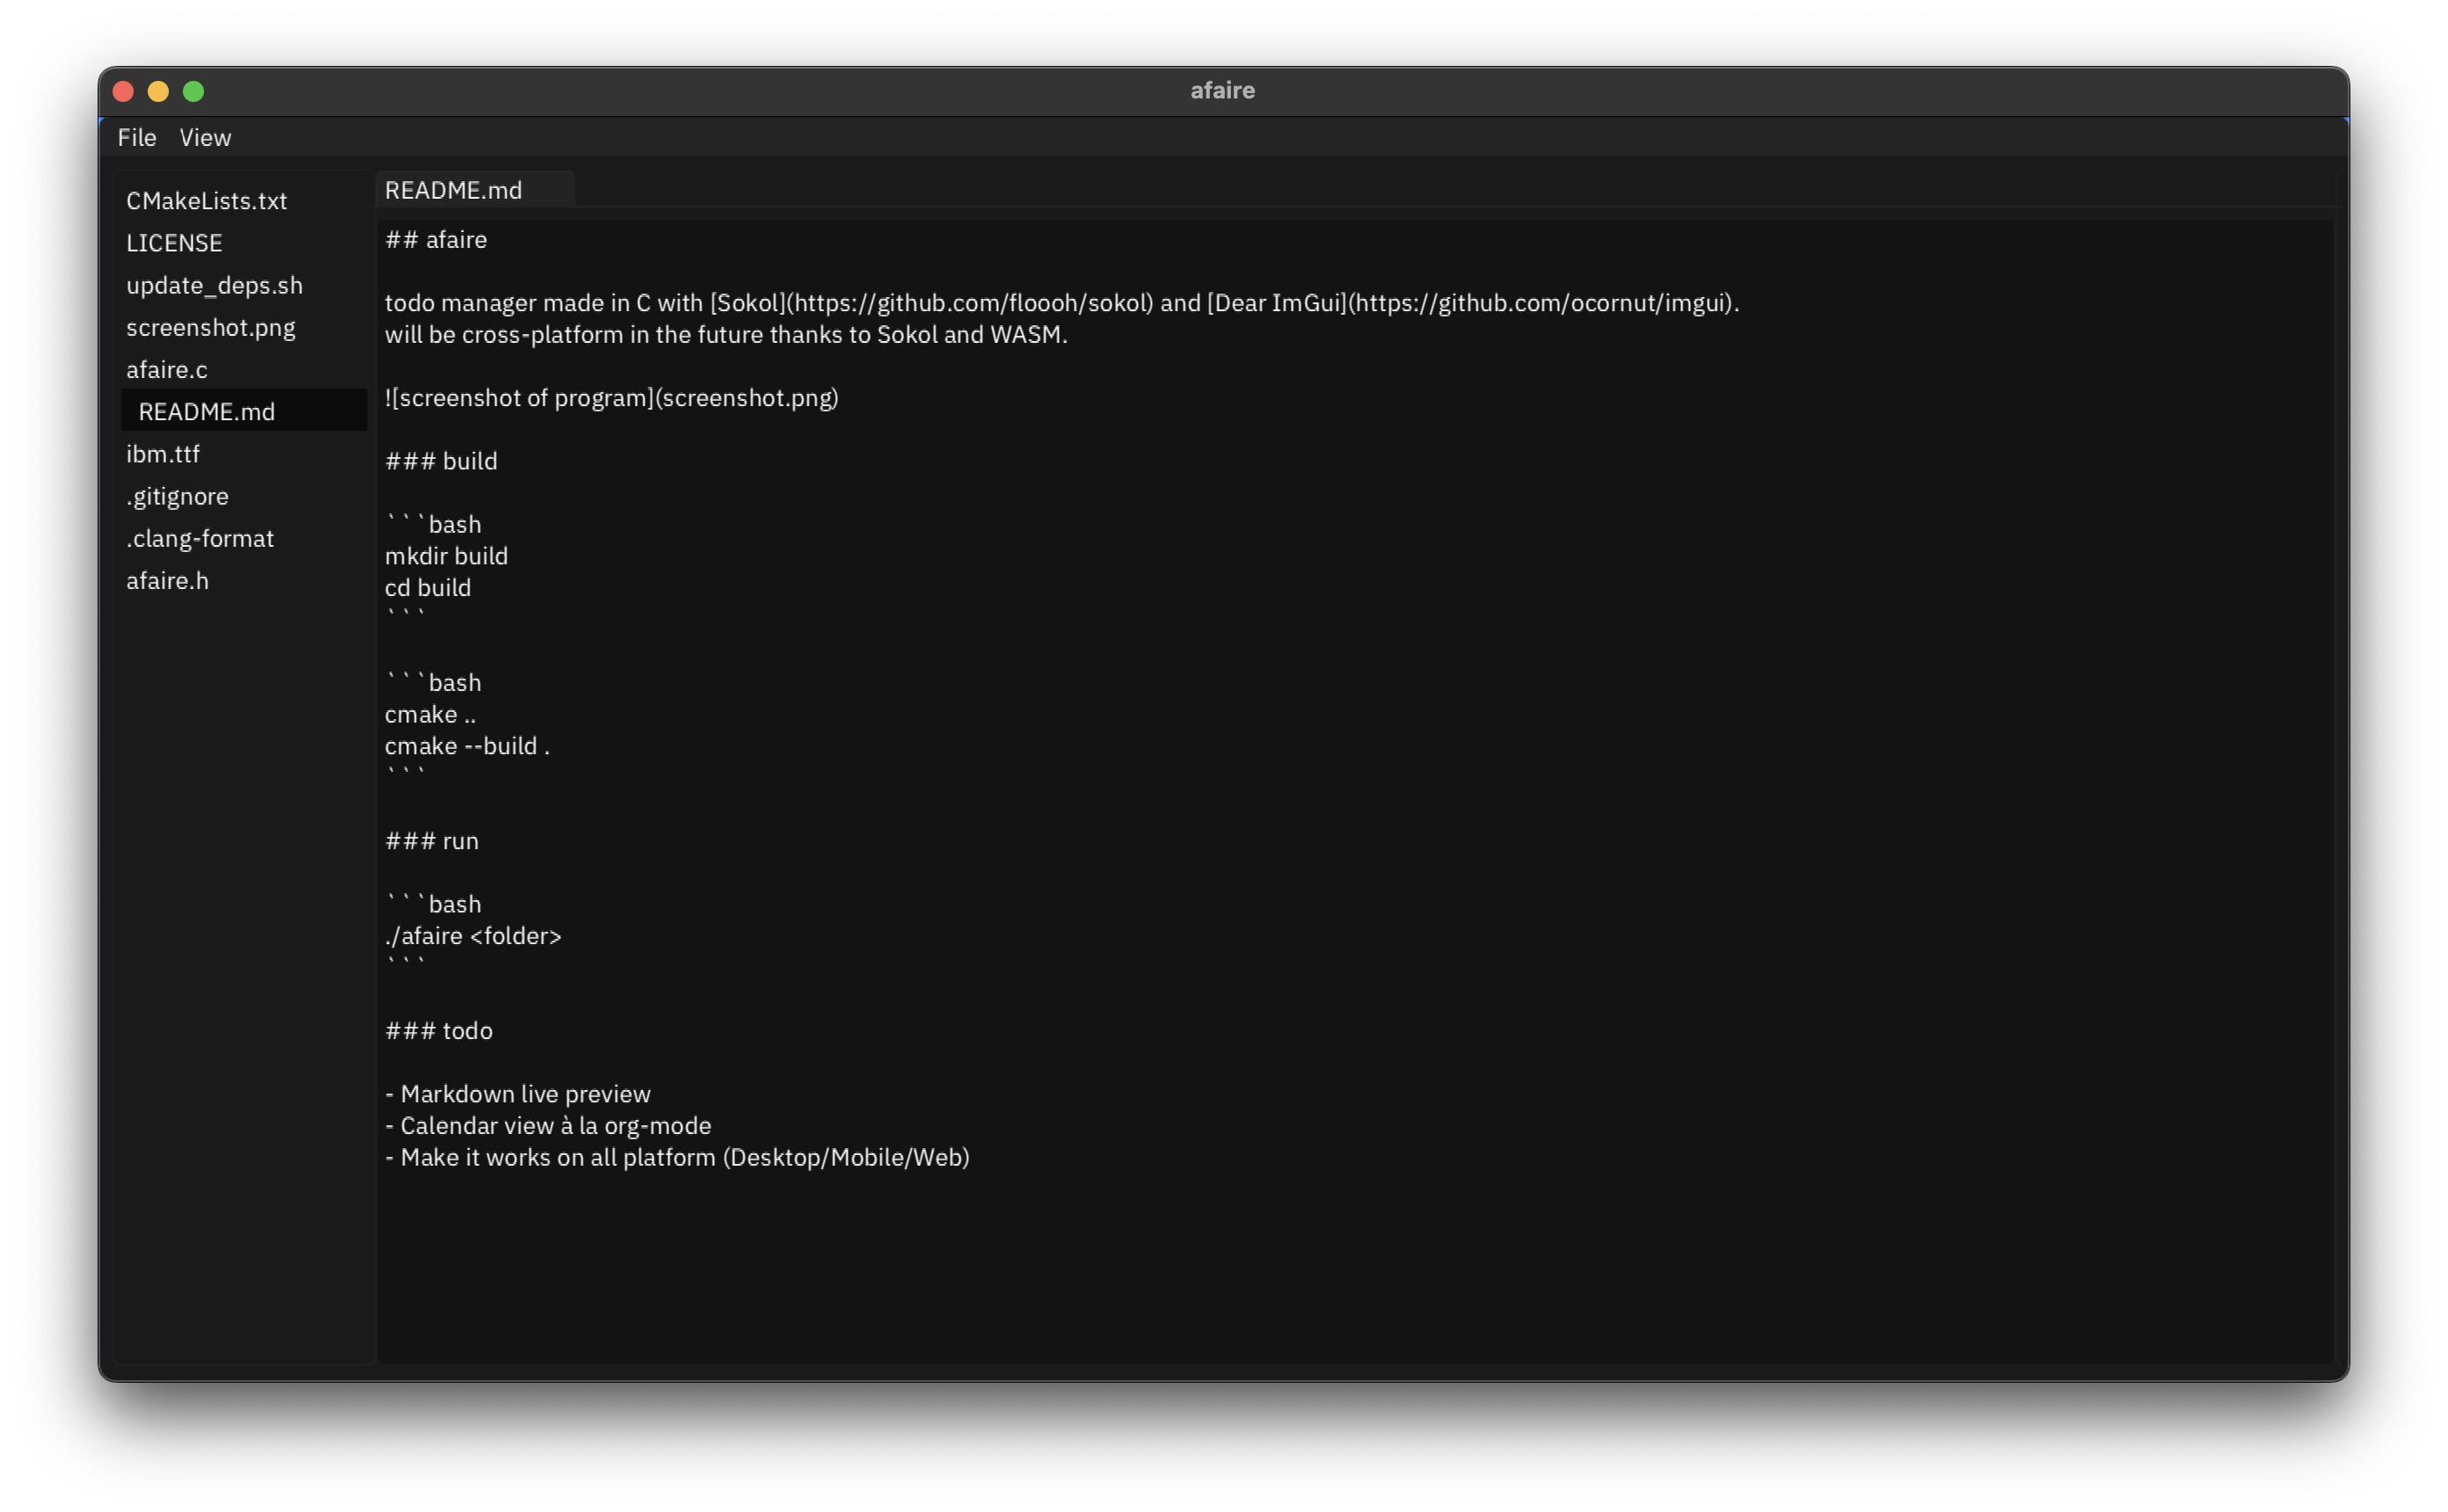 afaire
File View
CMakeLists.txt
LICENSE
update_deps.sh
screenshot.png
afaire.c
README.md
ibm.ttf
.gitignore
.clang-format
afaire.h
README.md
## afaire
todo manager made in C with [Sokol](https://github.com/floooh/sokol) and [Dear ImGui](https://github.com/ocornut/imgui).
will be cross-platform in the future thanks to Sokol and WASM.
![screenshot of program](screenshot.png)
### build
```bash
mkdir build
cd build
```
```bash
cmake ..
cmake --build .
```
### run
```bash
./afaire <folder>
```
### todo
- Markdown live preview
- Calendar view à la org-mode
- Make it works on all platform (Desktop/Mobile/Web)